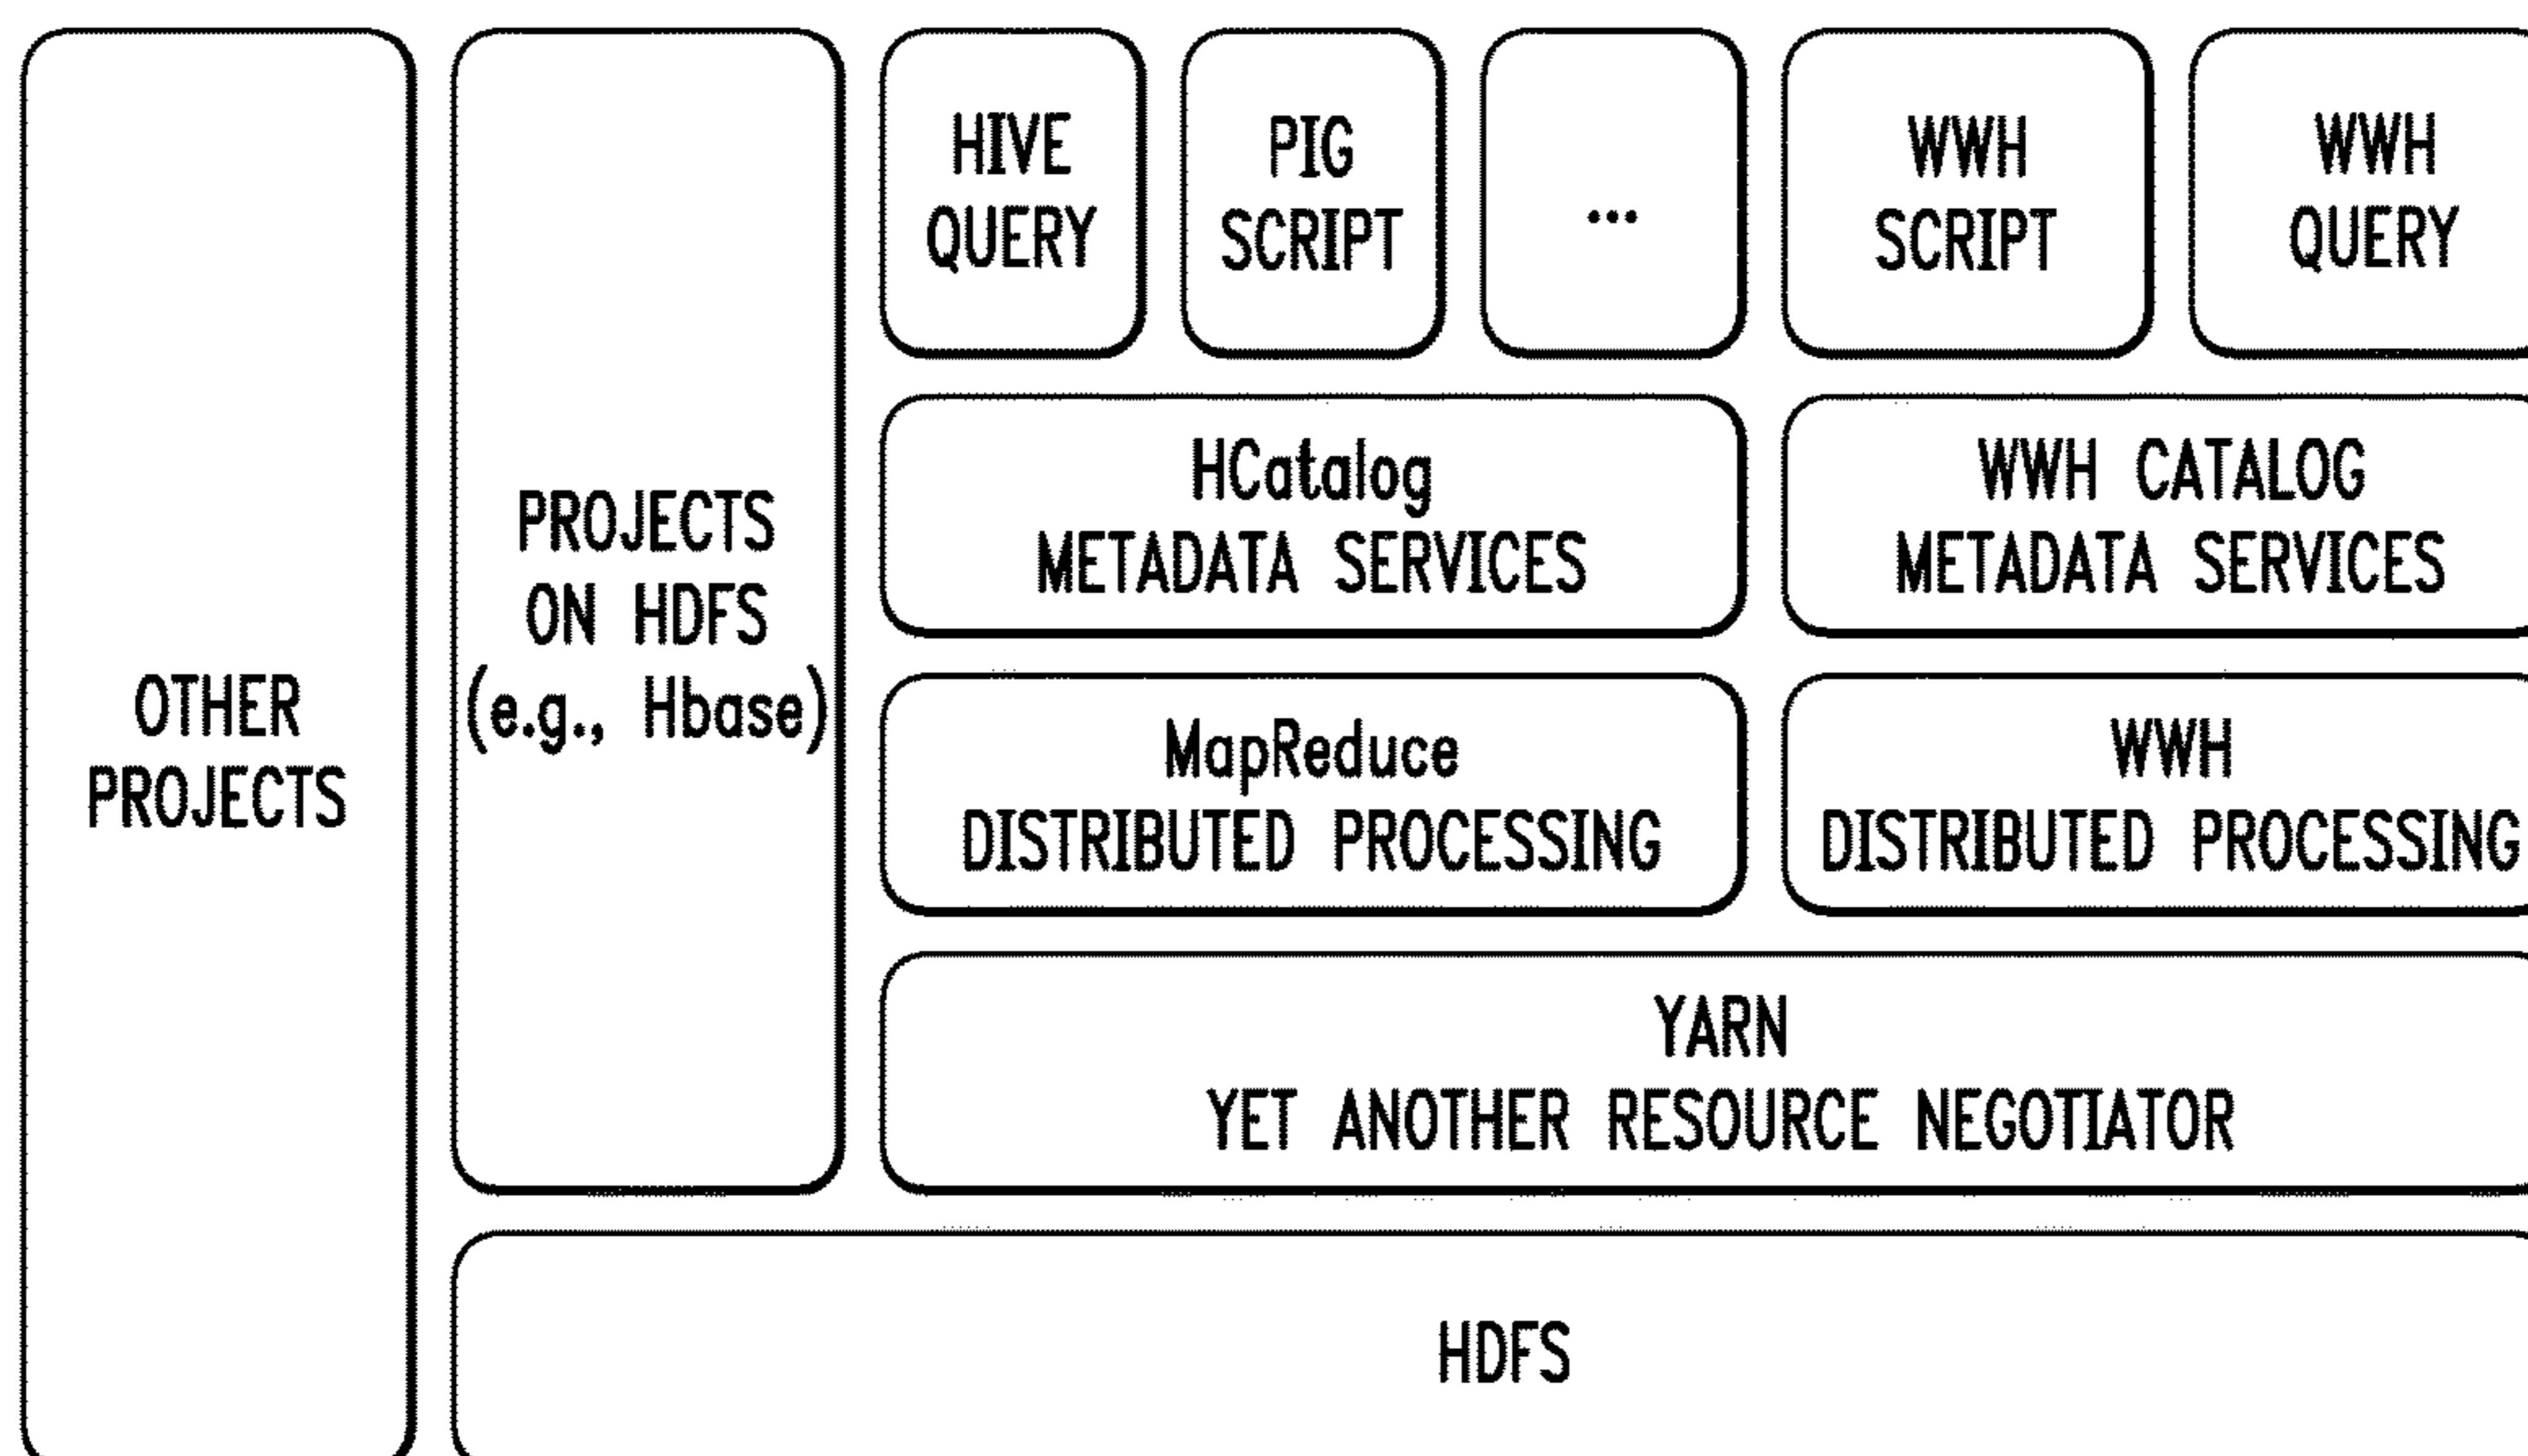 OTHER
PROJECTS
PROJECTS
ON HDFS
(e.g., Hbase)
HIVE
QUERY
PIG
SCRIPT
...
WWH
SCRIPT
WWH
QUERY
HCatalog
METADATA SERVICES
WWH CATALOG
METADATA SERVICES
MapReduce
DISTRIBUTED PROCESSING
WWH
DISTRIBUTED PROCESSING
YARN
YET ANOTHER RESOURCE NEGOTIATOR
HDFS